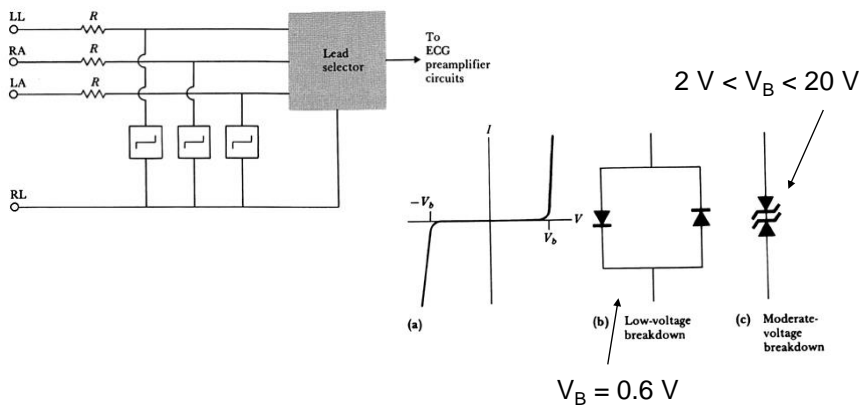 LL
R
RA
R
LA
R
Lead
selector
To
ECG
preamplifier
circuits
RL
2 V < V_B < 20 V
I
−V_b
V
V_b
(a)
(b) Low-voltage
breakdown
(c) Moderate-
voltage
breakdown
V_B = 0.6 V